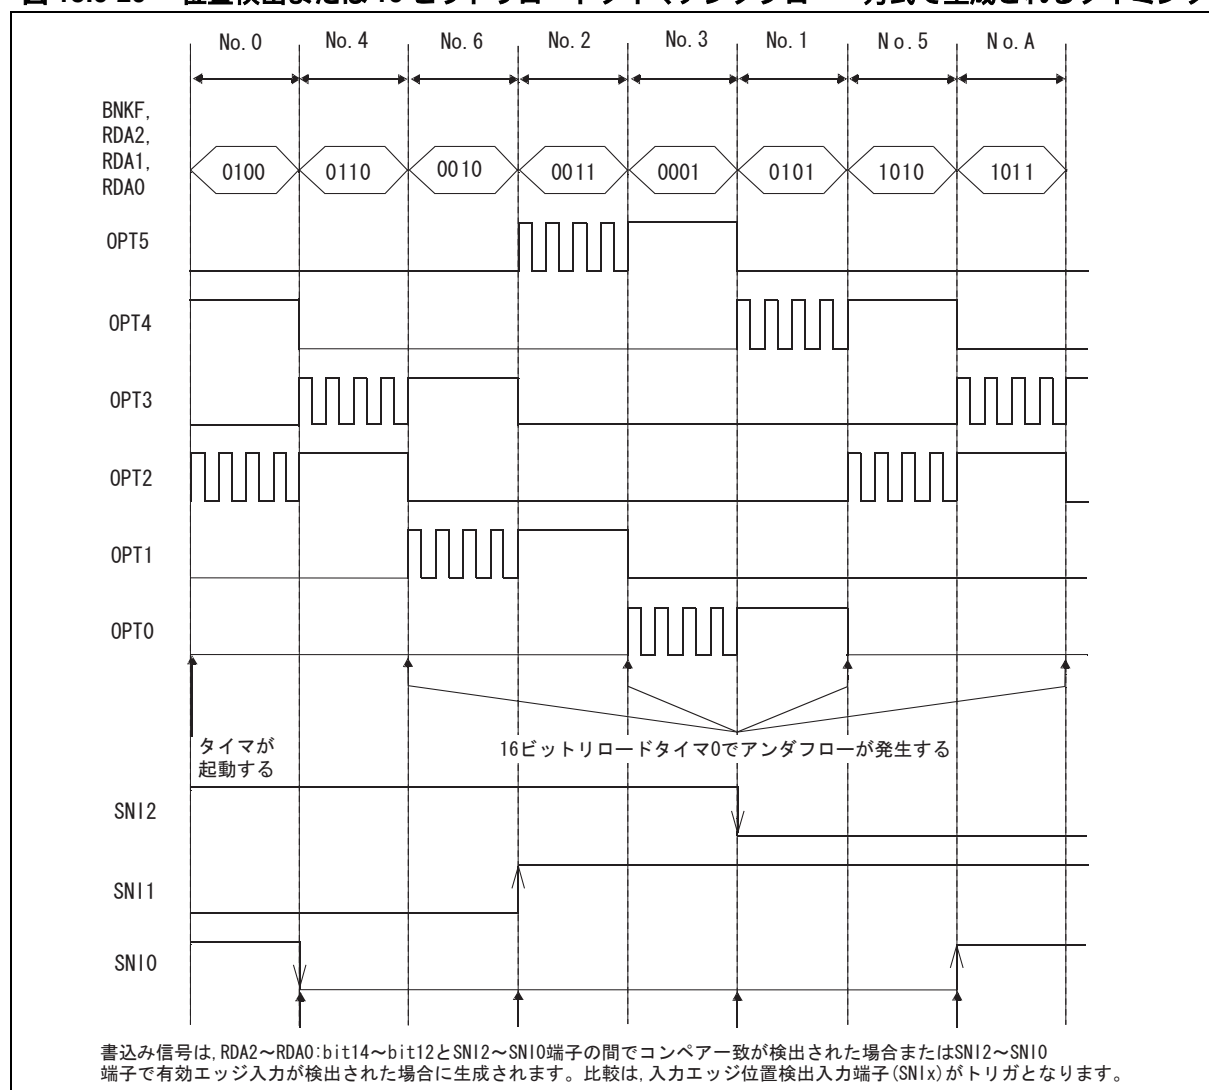 No.0 No.4 No.6 No.2 No.3 No.1 No.5 No.A
BNKF,
RDA2,
RDA1,
RDA0
0100 0110 0010 0011 0001 0101 1010 1011
OPT5
OPT4
OPT3
OPT2
OPT1
OPT0
タイマが
起動する
16ビットリロードタイマ0でアンダフローが発生する
SNI2
SNI1
SNI0
書込み信号は,RDA2～RDA0:bit14～bit12とSNI2～SNI0端子の間でコンペアー致が検出された場合またはSNI2～SNI0
端子で有効エッジ入力が検出された場合に生成されます。比較は,入力エッジ位置検出入力端子(SNIx)がトリガとなります。